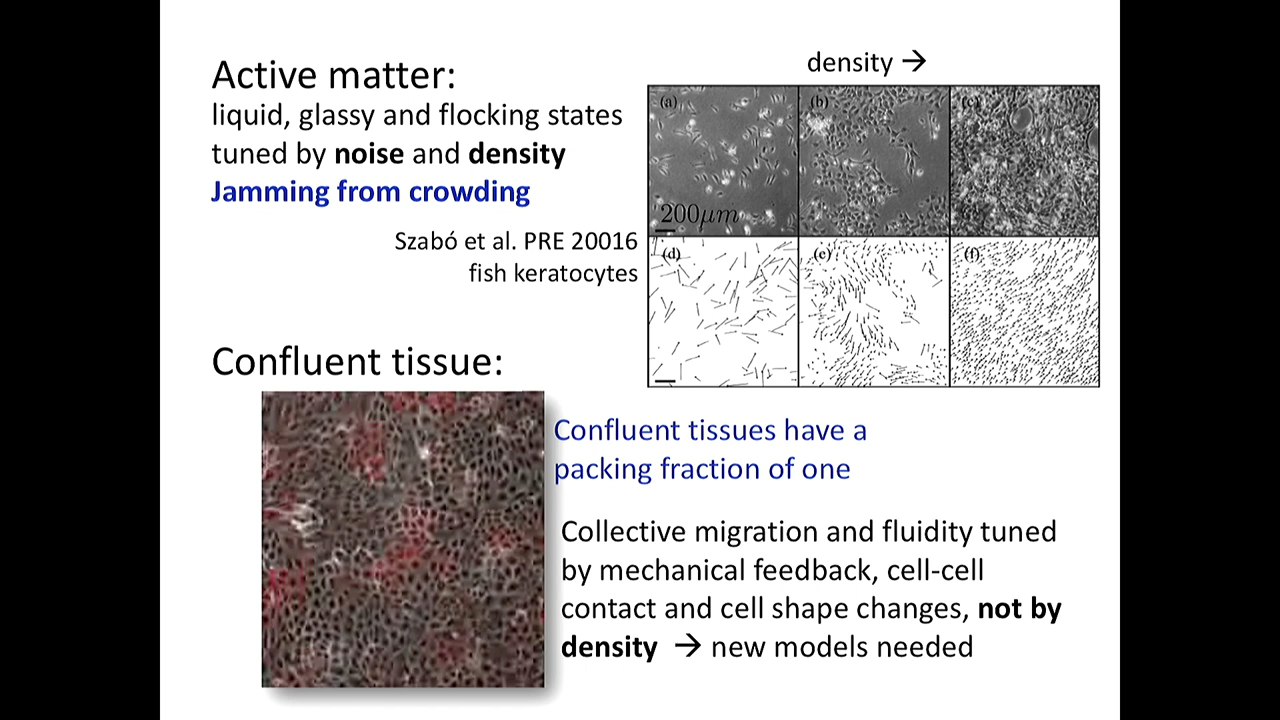 Active matter:
liquid, glassy and flocking states
tuned by noise and density
Jamming from crowding
Szabó et al. PRE 20016
fish keratocytes
density →
(a)
(b)
(c)
200μm
(d)
(e)
(f)
Confluent tissue:
Confluent tissues have a
packing fraction of one
Collective migration and fluidity tuned
by mechanical feedback, cell-cell
contact and cell shape changes, not by
density → new models needed